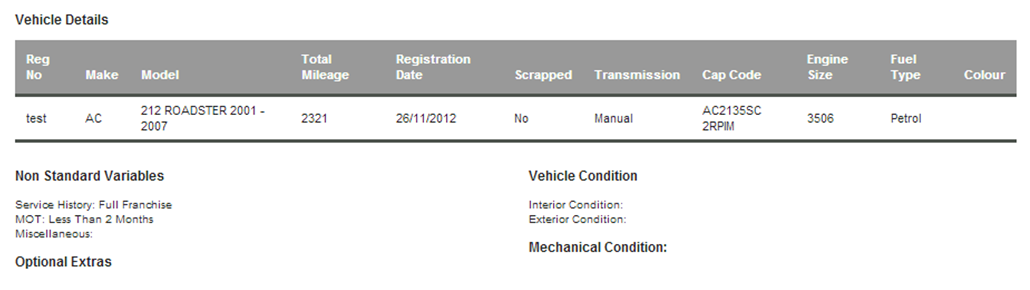 Vehicle Details
Reg No Make Model Total Mileage Registration Date Scrapped Transmission Cap Code Engine Size Fuel Type Colour
test AC 212 ROADSTER 2001 - 2007 2321 26/11/2012 No Manual AC2135SC 2RPIM 3506 Petrol
Non Standard Variables
Service History: Full Franchise
MOT: Less Than 2 Months
Miscellaneous:
Optional Extras
Vehicle Condition
Interior Condition:
Exterior Condition:
Mechanical Condition: